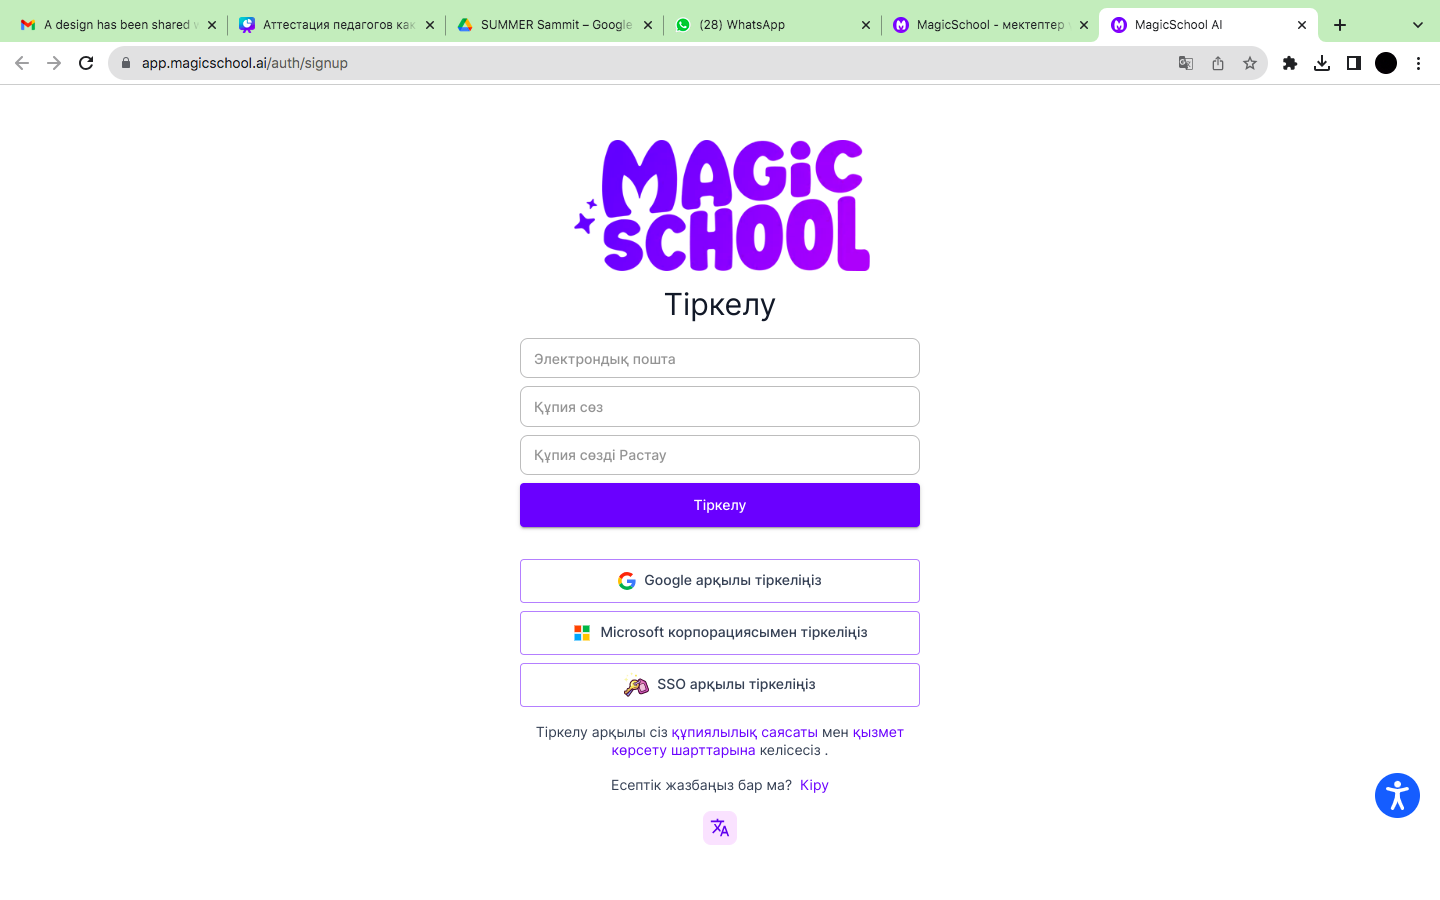 A design has been shared
Аттестация педагогов как
SUMMER Sammit – Google
(28) WhatsApp
MagicSchool - мектептер
MagicSchool AI
app.magicschool.ai/auth/signup
MAGIC
SCHOOL
Тіркелу
Электрондық пошта
Құпия сөз
Құпия сөзді Растау
Тіркелу
Google арқылы тіркеліңіз
Microsoft корпорациясымен тіркеліңіз
SSO арқылы тіркеліңіз
Тіркелу арқылы сіз құпиялылық саясаты мен қызмет
көрсету шарттарына келісесіз .
Есептік жазбаңыз бар ма? Кіру